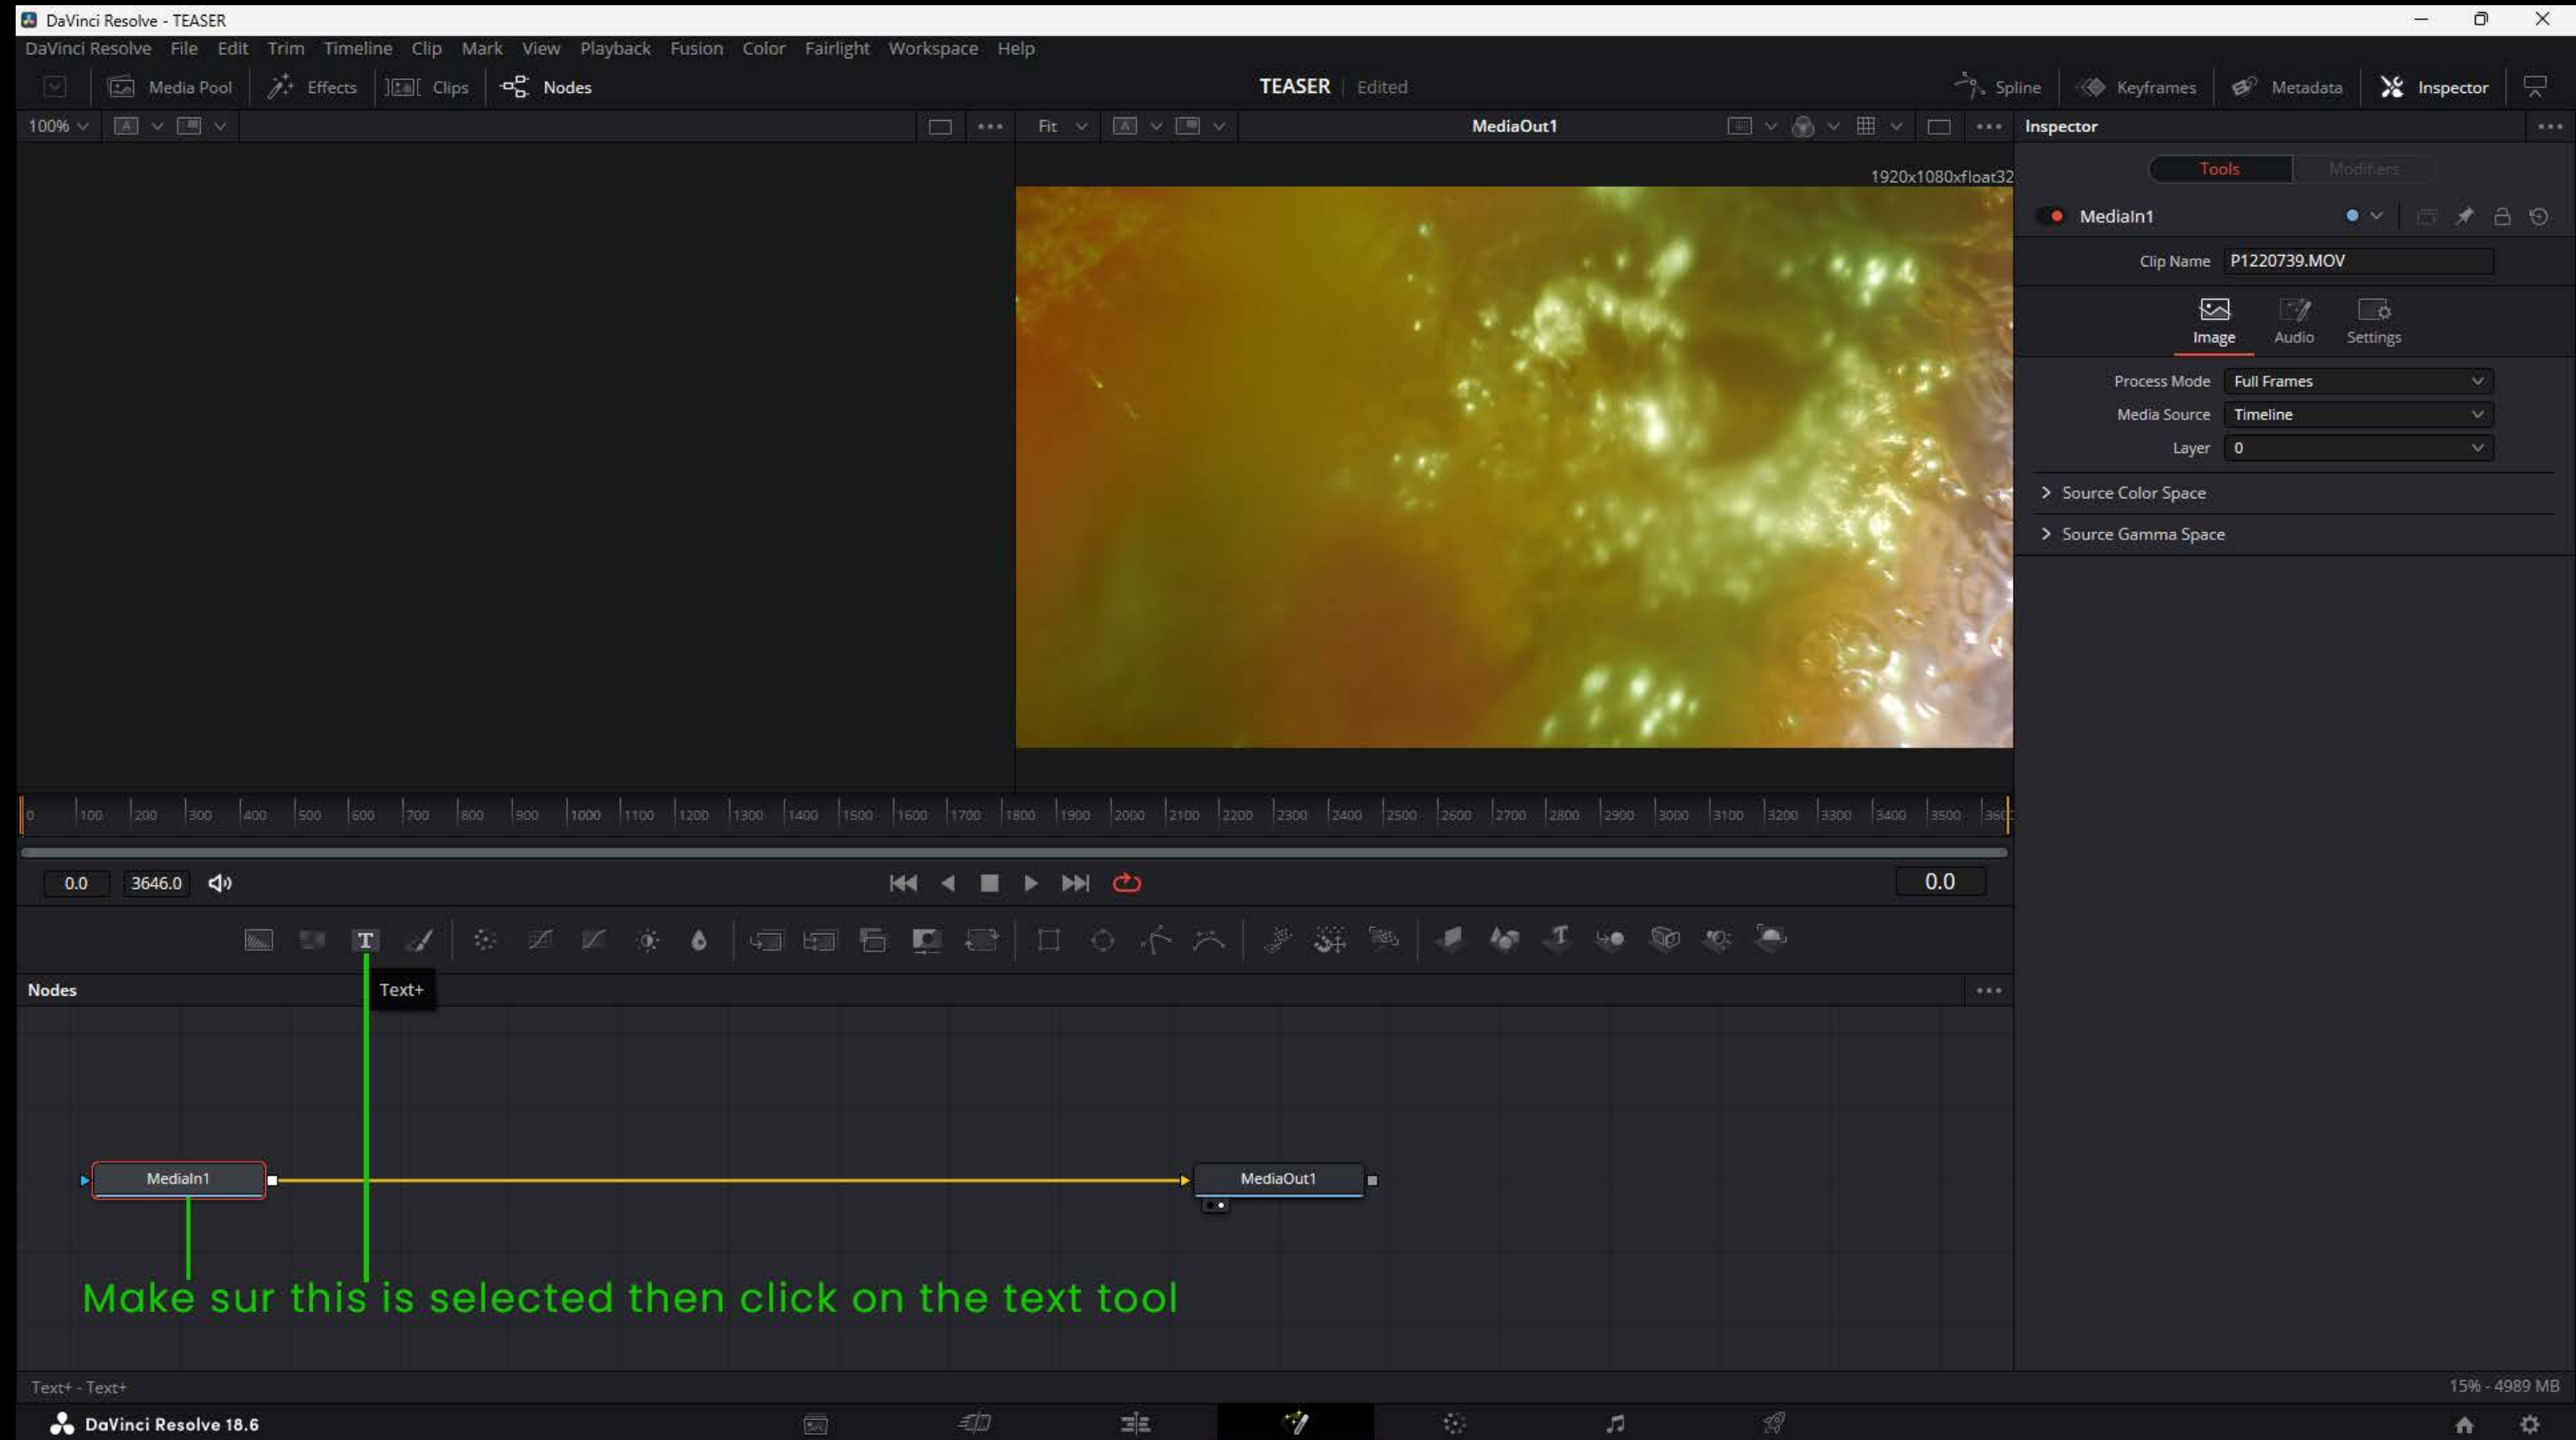 DaVinci Resolve - TEASER
DaVinci Resolve File Edit Trim Timeline Clip Mark View Playback Fusion Color Fairlight Workspace Help
Media Pool Effects Clips Nodes TEASER Edited Spline Keyframes Metadata Inspector
100% A Fit A MediaOut1 Inspector
1920x1080xfloat32
Tools Modifiers
MediaIn1
Clip Name P1220739.MOV
Image Audio Settings
Process Mode Full Frames
Media Source Timeline
Layer 0
Source Color Space
Source Gamma Space
0 100 200 300 400 500 600 700 800 900 1000 1100 1200 1300 1400 1500 1600 1700 1800 1900 2000 2100 2200 2300 2400 2500 2600 2700 2800 2900 3000 3100 3200 3300 3400 3500
0.0 3646.0 0.0
T T
Nodes Text+
MediaIn1 MediaOut1
Make sur this is selected then click on the text tool
Text+ - Text+ 15% - 4989 MB
DaVinci Resolve 18.6